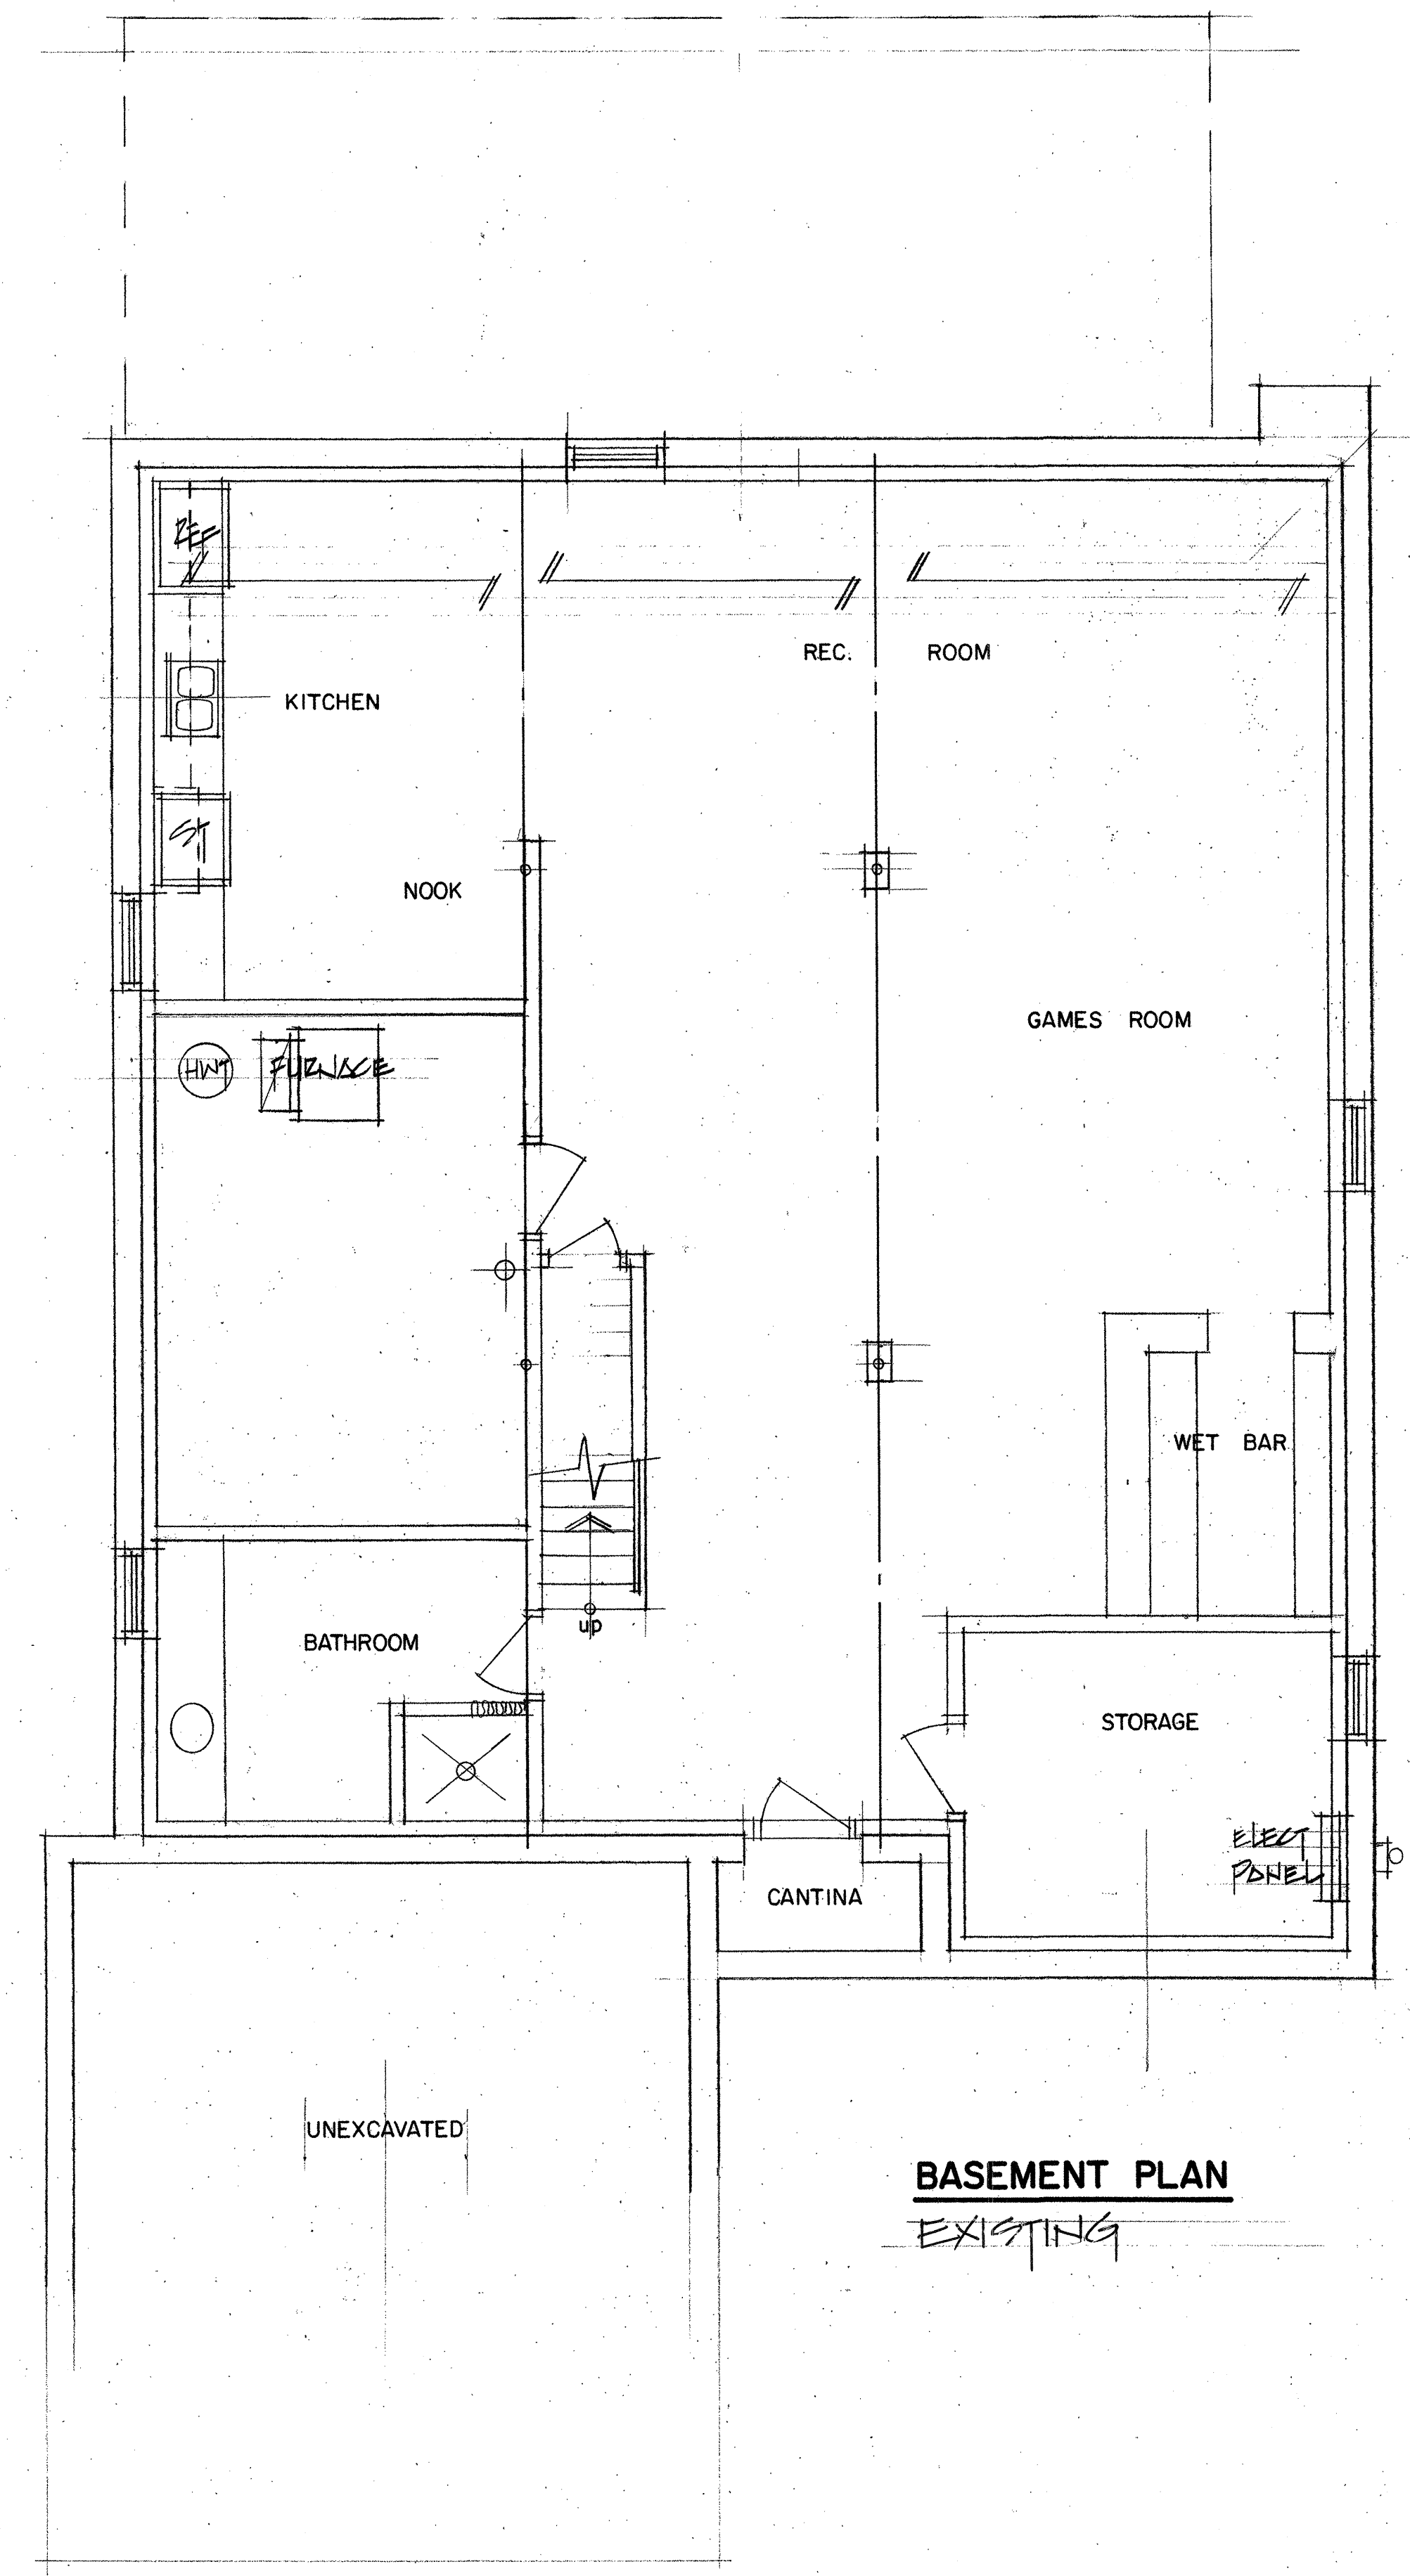 REF
REC. ROOM
KITCHEN
ST
NOOK
GAMES ROOM
HWT
FURNACE
WET BAR
up
BATHROOM
STORAGE
ELECT
PANEL
CANTINA
UNEXCAVATED
BASEMENT PLAN
EXISTING